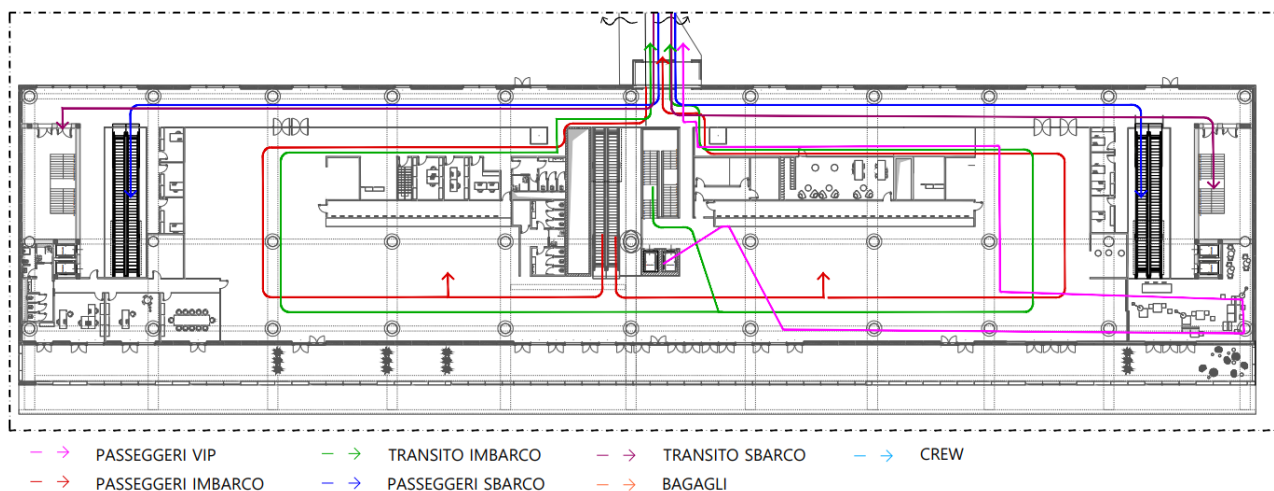 PASSEGGERI VIP
TRANSITO IMBARCO
TRANSITO SBARCO
CREW
PASSEGGERI IMBARCO
PASSEGGERI SBARCO
BAGAGLI